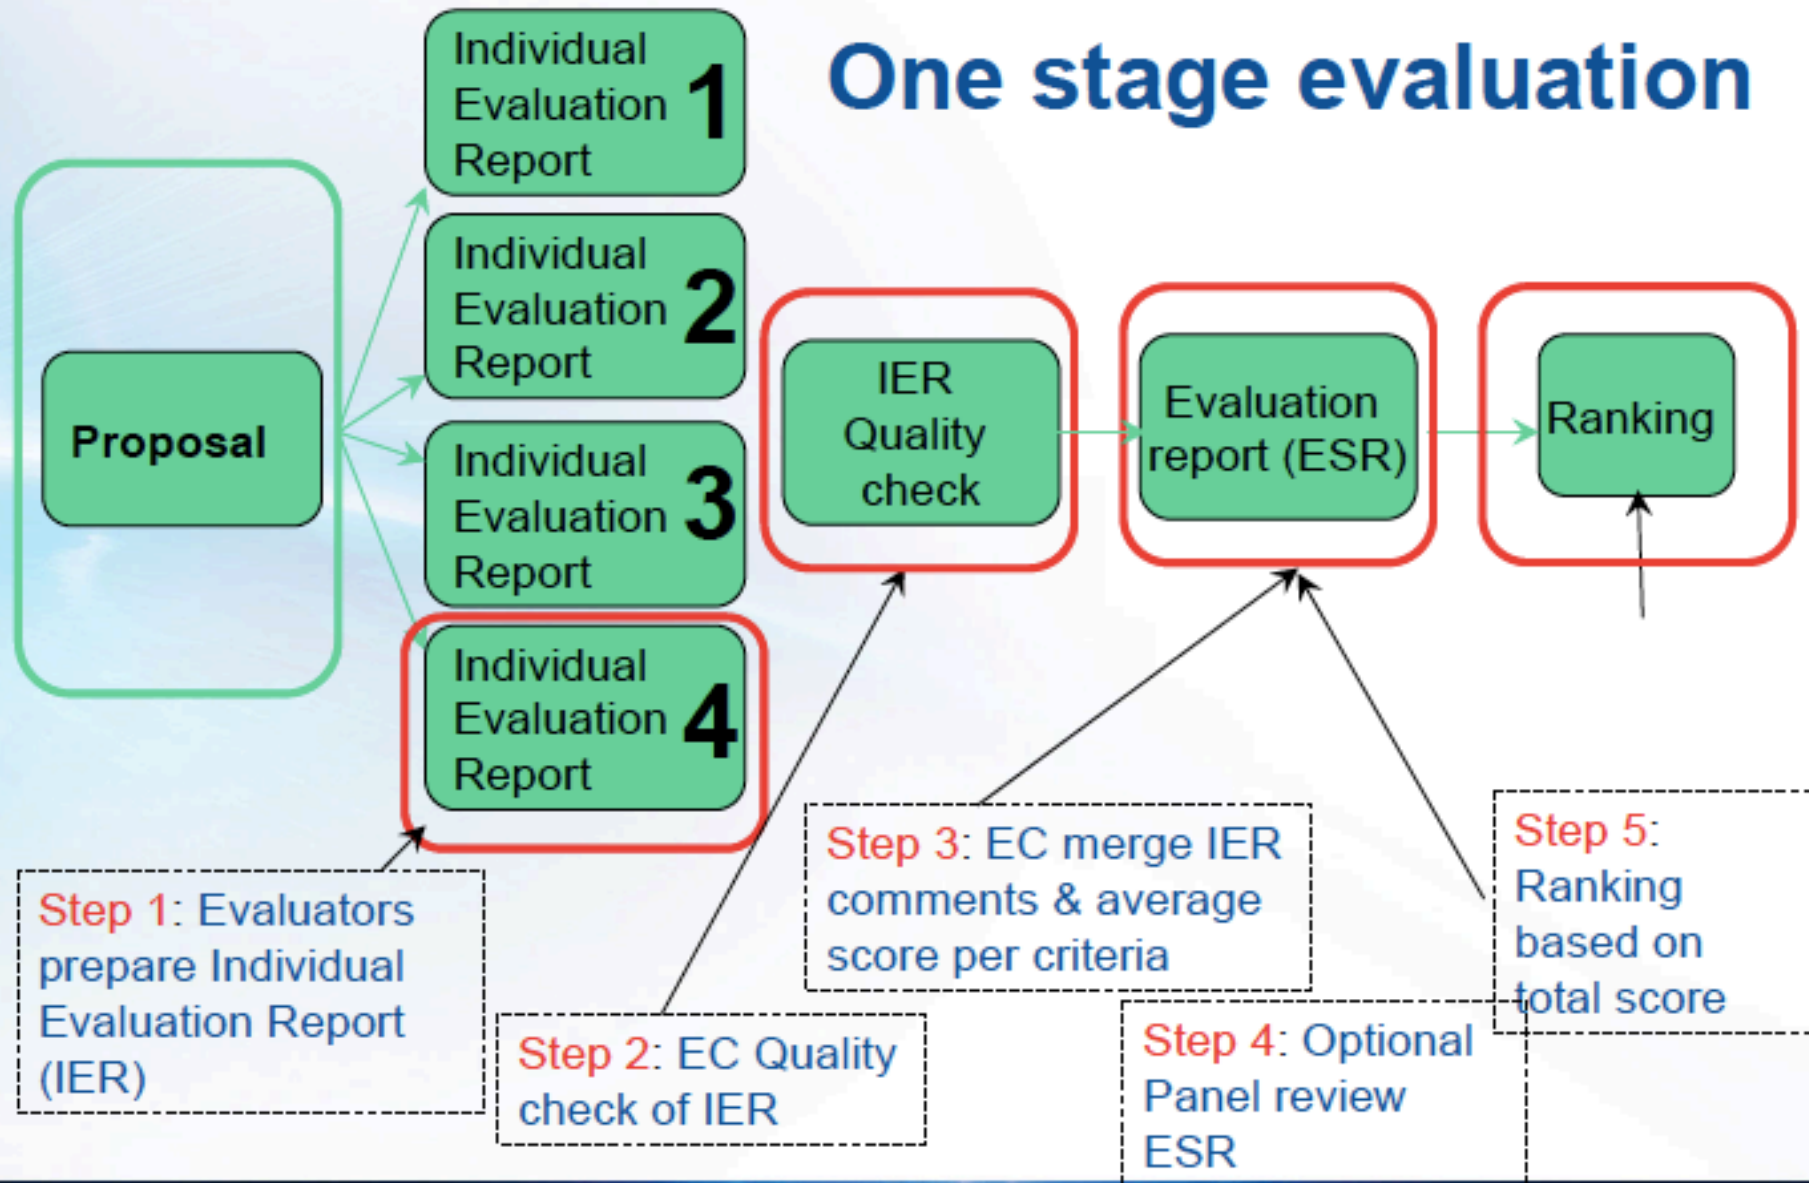 One stage evaluation
Individual
Evaluation
Report
1
Individual
Evaluation
Report
2
Individual
Evaluation
Report
3
Individual
Evaluation
Report
4
Proposal
IER
Quality
check
Evaluation
report (ESR)
Ranking
Step 1: Evaluators
prepare Individual
Evaluation Report
(IER)
Step 2: EC Quality
check of IER
Step 3: EC merge IER
comments & average
score per criteria
Step 4: Optional
Panel review
ESR
Step 5:
Ranking
based on
total score